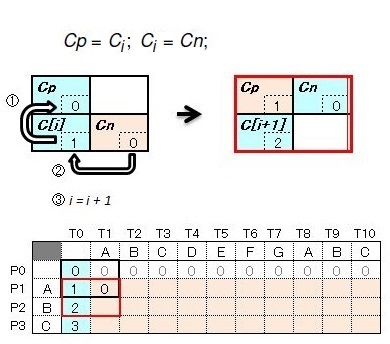 Cp = Ci; Ci = Cn;
Cp Cp Cn
① 0 1 0
C[i] Cn C[i+1]
1 0 2
②
③ i = i + 1
T0 T1 T2 T3 T4 T5 T6 T7 T8 T9 T10
A B C D E F G A B C
P0 0 0 0 0 0 0 0 0 0 0 0
P1 A 1 0
P2 B 2
P3 C 3